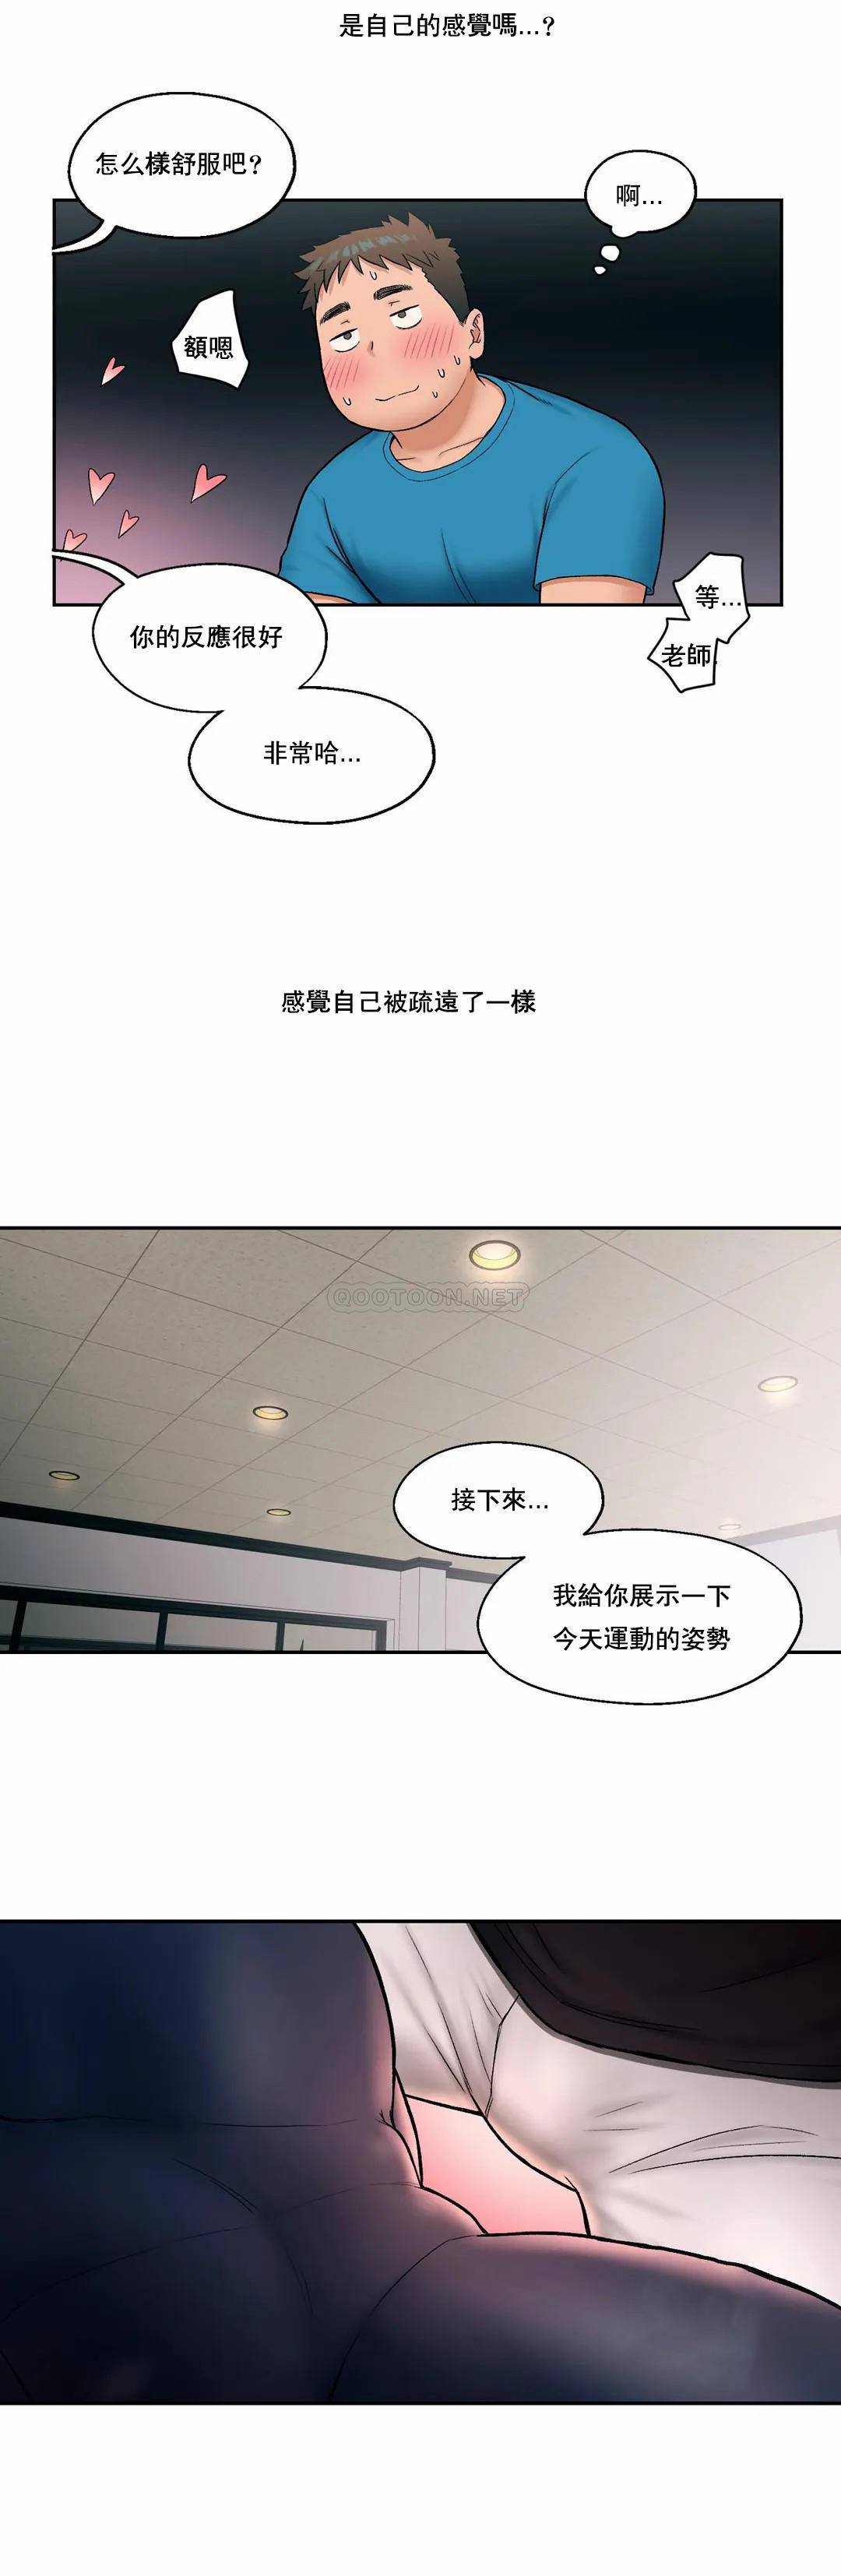 是自己的感覺嗎...?
怎么樣舒服吧?
啊...
額嗯
等...
老師
你的反應很好
非常哈...
感覺自己被疏遠了一樣
QOOTOON.NET
接下來...
我給你展示一下
今天運動的姿勢